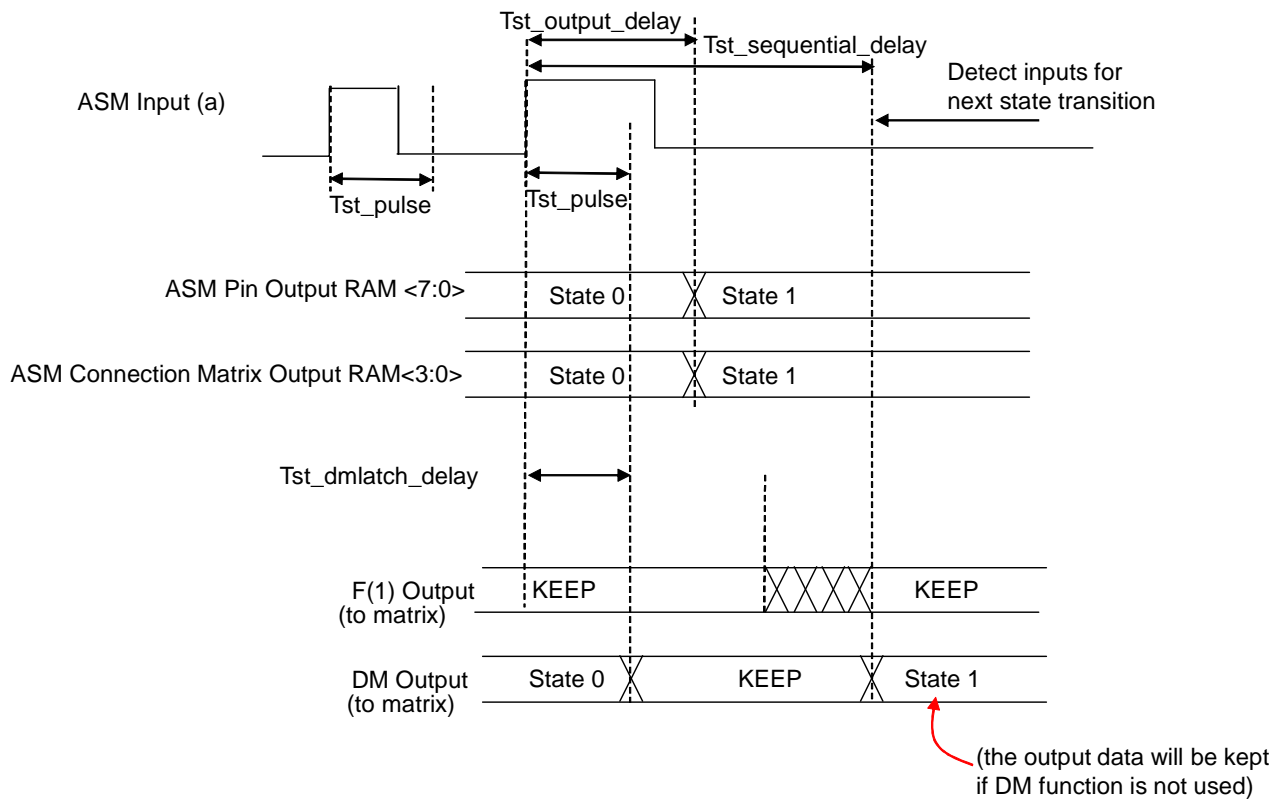 Tst_output_delay
Tst_sequential_delay
Detect inputs for
next state transition
ASM Input (a)
Tst_pulse
Tst_pulse
ASM Pin Output RAM <7:0>
State 0
State 1
ASM Connection Matrix Output RAM<3:0>
State 0
State 1
Tst_dmlatch_delay
F(1) Output
(to matrix)
KEEP
KEEP
DM Output
(to matrix)
State 0
KEEP
State 1
(the output data will be kept
if DM function is not used)